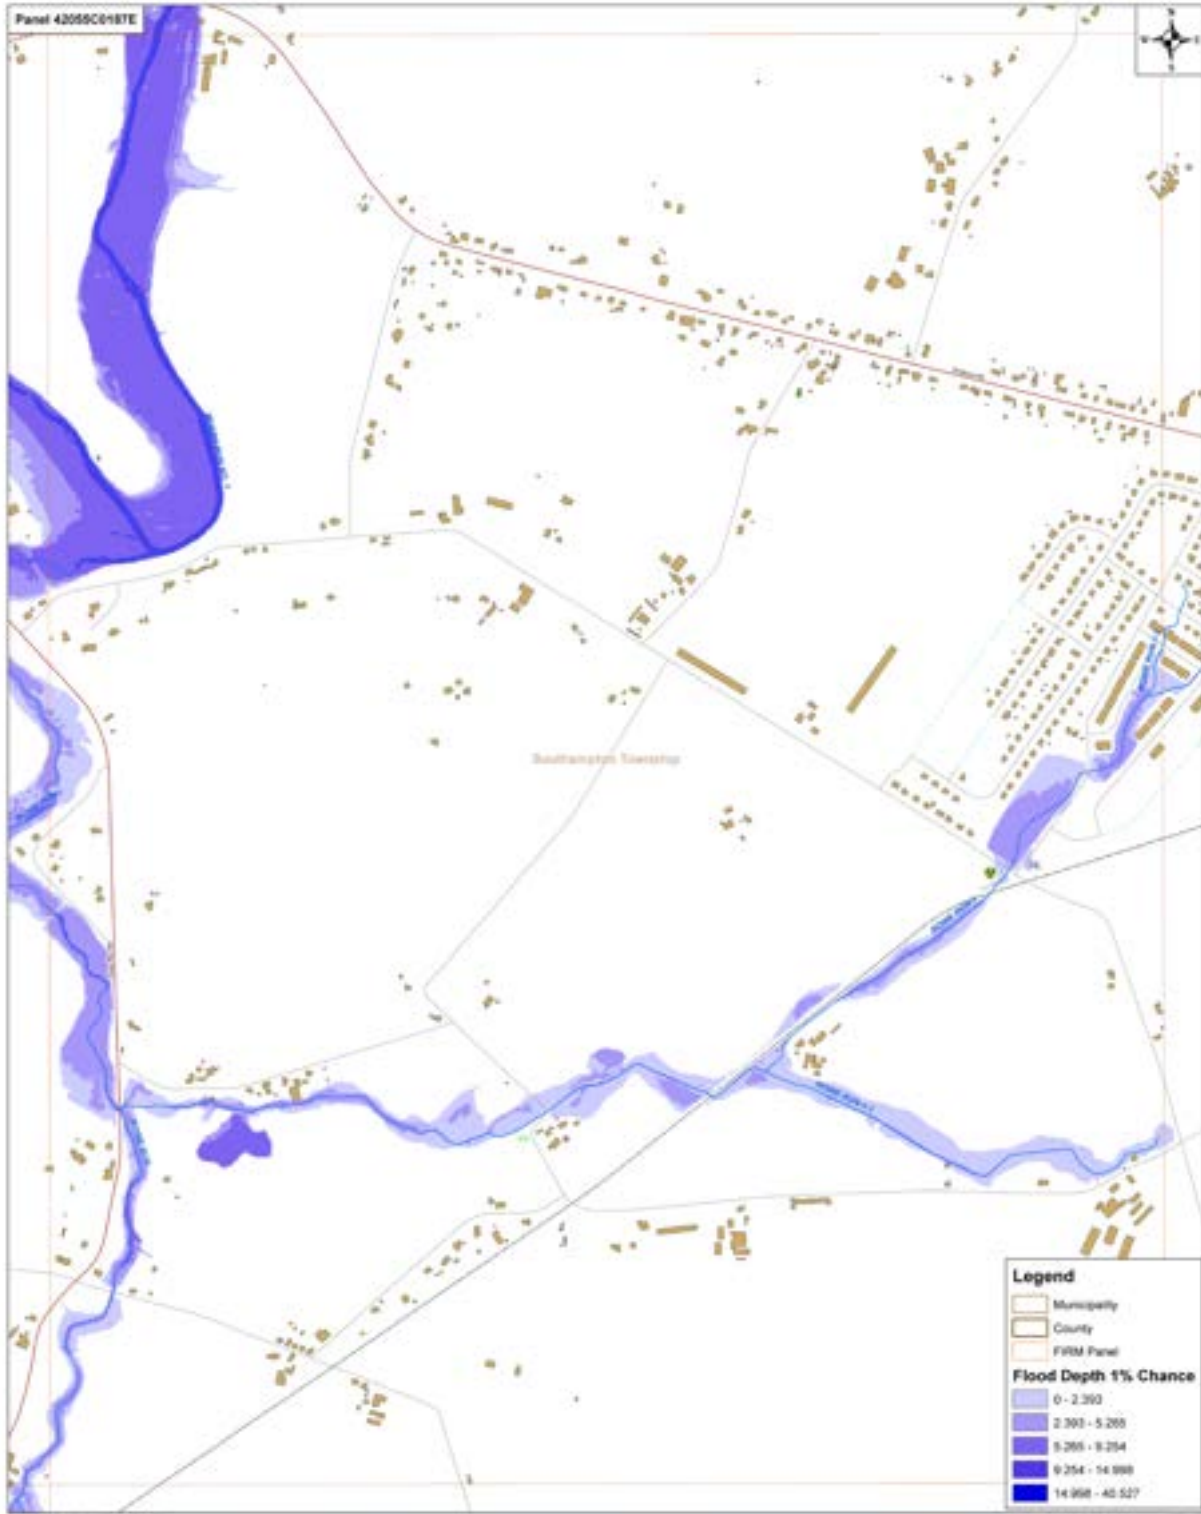 Panel 42055C0187E
N
W
E
S
Southampton Township
Legend
Municipality
County
FIRM Panel
Flood Depth 1% Chance
0 - 2.393
2.393 - 5.265
5.265 - 9.254
9.254 - 14.998
14.998 - 40.527